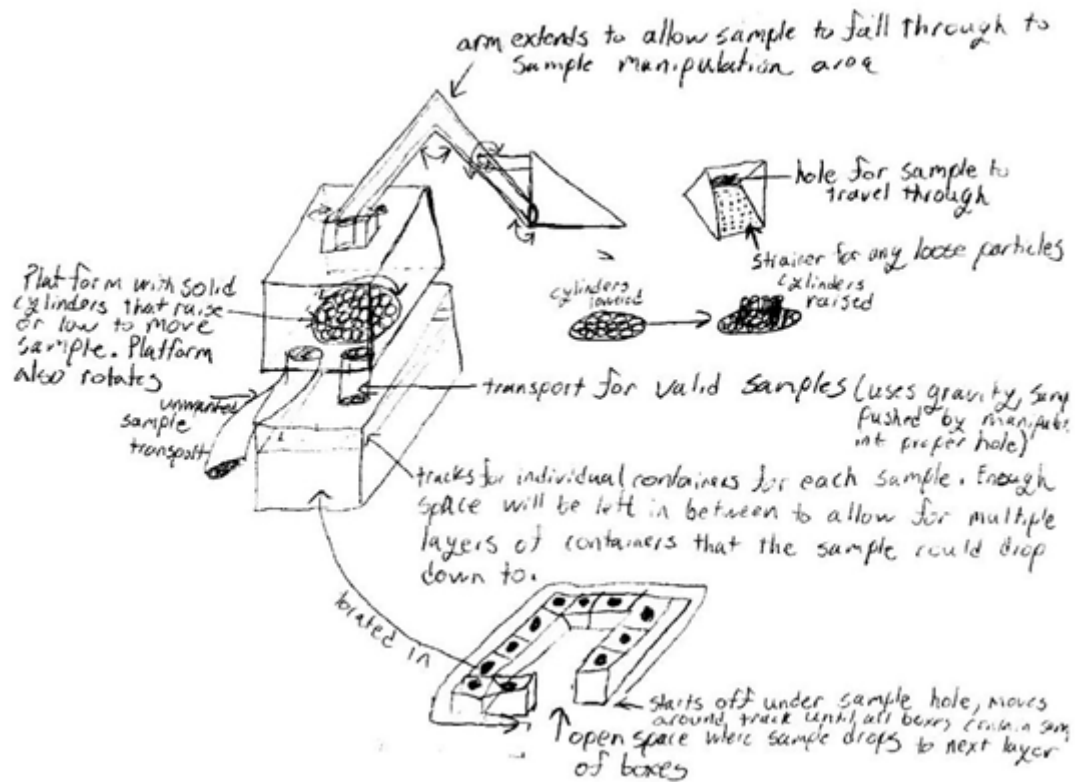 arm extends to allow sample to fall through to
sample manipulation area
hole for sample to
travel through
strainer for any loose particles
cylinders
lowered
cylinders
raised
Platform with solid
cylinders that raise
or low to move
sample. Platform
also rotates
unwanted
sample
transport
transport for valid samples (uses gravity,
pushed by
int proper hole)
tracks for individual containers for each sample. Enough
space will be left in between to allow for multiple
layers of containers that the sample could drop
down to.
located in
starts off under sample hole, moves
around track until all boxes contain
open space where sample drops to next layer
of boxes